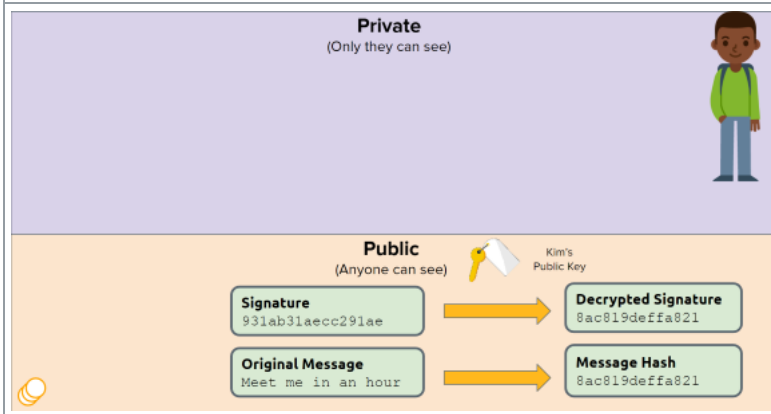 Private
(Only they can see)
Public
(Anyone can see)
Kim's
Public Key
Signature
931ab31aecc291ae
Decrypted Signature
8ac819deffa821
Original Message
Meet me in an hour
Message Hash
8ac819deffa821